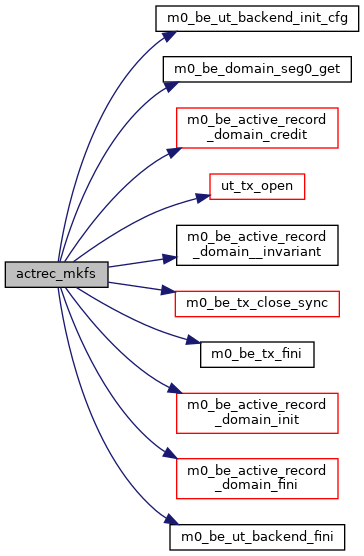 m0_be_ut_backend_init_cfg
m0_be_domain_seg0_get
m0_be_active_record
_domain_credit
ut_tx_open
m0_be_active_record
_domain__invariant
actrec_mkfs
m0_be_tx_close_sync
m0_be_tx_fini
m0_be_active_record
_domain_init
m0_be_active_record
_domain_fini
m0_be_ut_backend_fini